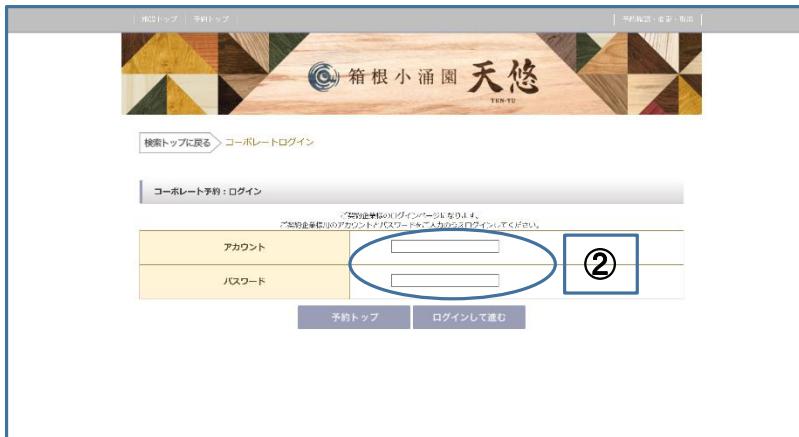 施設トップ 予約トップ 予約確認・変更・取消
箱根小涌園 天悠
TEN-YU
検索トップに戻る コーポレートログイン
コーポレート予約：ログイン
ご契約企業様のログインページになります。
ご契約企業様用のアカウントとパスワードをご入力のうえログインしてください。
アカウント
②
パスワード
予約トップ ログインして進む